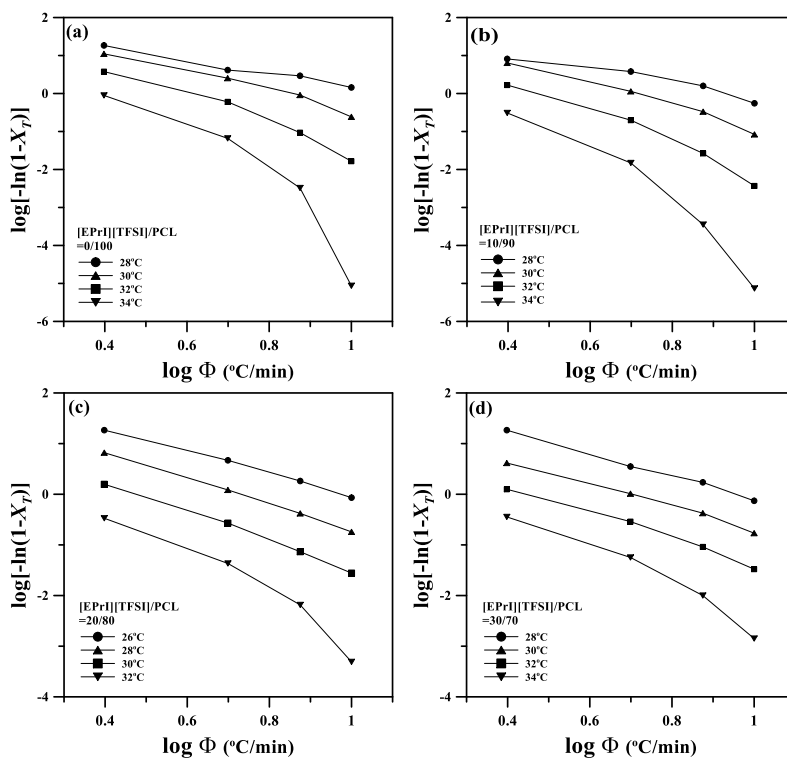 (a)
2
0
-2
-4
-6
log[-ln(1-X_T)]
[EPrI][TFSI]/PCL
=0/100
28°C
30°C
32°C
34°C
0.4
0.6
0.8
1
log Φ (°C/min)
(b)
2
0
-2
-4
-6
log[-ln(1-X_T)]
[EPrI][TFSI]/PCL
=10/90
28°C
30°C
32°C
34°C
0.4
0.6
0.8
1
log Φ (°C/min)
(c)
2
0
-2
-4
log[-ln(1-X_T)]
[EPrI][TFSI]/PCL
=20/80
26°C
28°C
30°C
32°C
0.4
0.6
0.8
1
log Φ (°C/min)
(d)
2
0
-2
-4
log[-ln(1-X_T)]
[EPrI][TFSI]/PCL
=30/70
28°C
30°C
32°C
34°C
0.4
0.6
0.8
1
log Φ (°C/min)